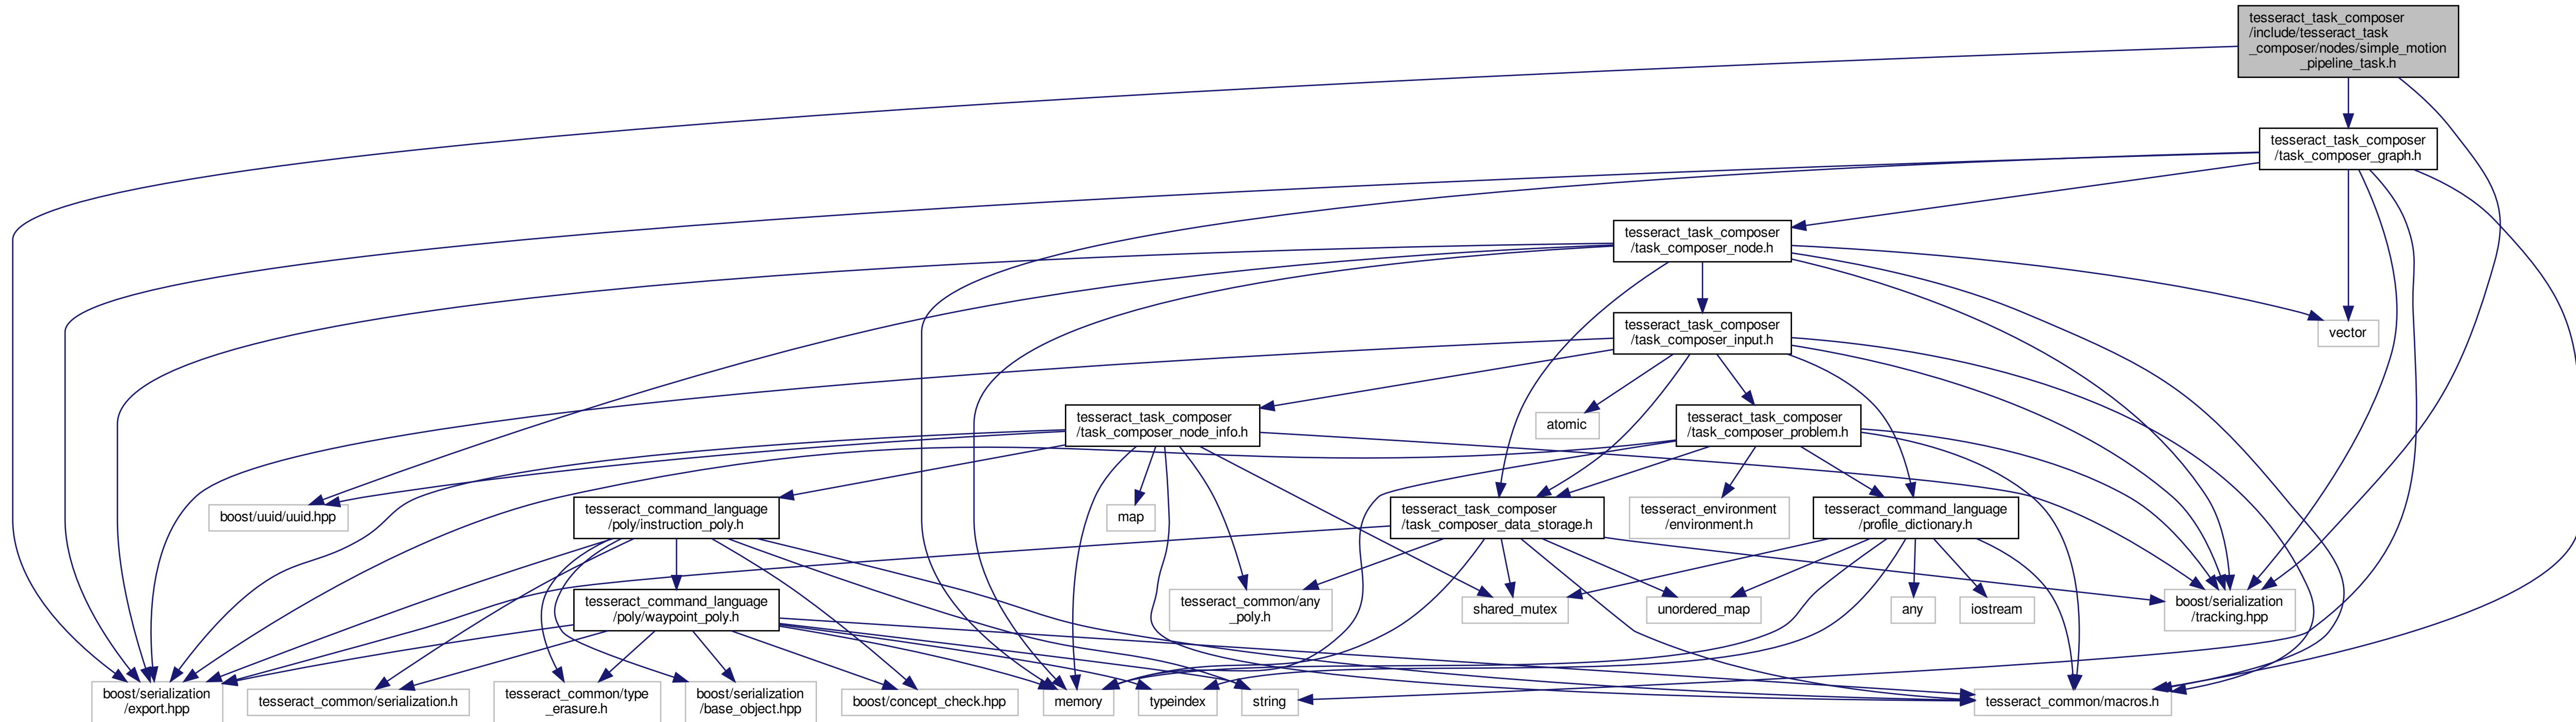 tesseract_task_composer
/include/tesseract_task
_composer/nodes/simple_motion
_pipeline_task.h
tesseract_task_composer
/task_composer_graph.h
tesseract_task_composer
/task_composer_node.h
tesseract_task_composer
/task_composer_input.h
vector
tesseract_task_composer
/task_composer_node_info.h
atomic
tesseract_task_composer
/task_composer_problem.h
boost/uuid/uuid.hpp
tesseract_command_language
/poly/instruction_poly.h
map
tesseract_task_composer
/task_composer_data_storage.h
tesseract_environment
/environment.h
tesseract_command_language
/profile_dictionary.h
tesseract_command_language
/poly/waypoint_poly.h
tesseract_common/any
_poly.h
shared_mutex
unordered_map
any
iostream
boost/serialization
/tracking.hpp
boost/serialization
/export.hpp
tesseract_common/serialization.h
tesseract_common/type
_erasure.h
boost/serialization
/base_object.hpp
boost/concept_check.hpp
memory
typeindex
string
tesseract_common/macros.h